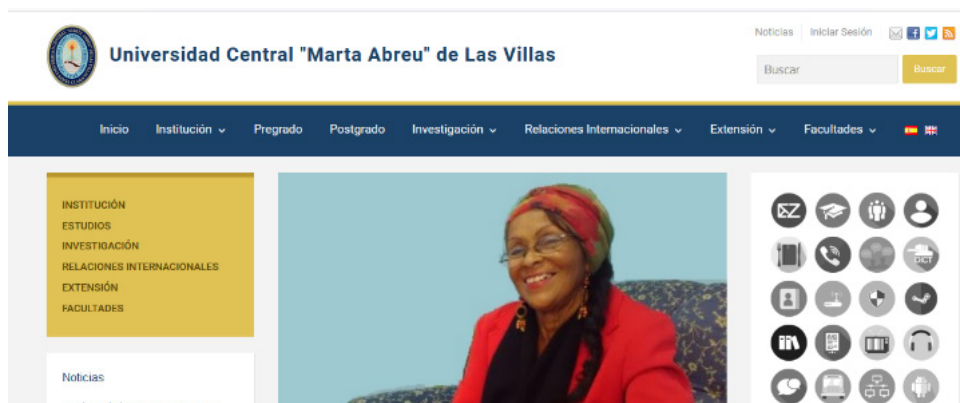 Noticias Iniciar Sesión
Universidad Central "Marta Abreu" de Las Villas
Buscar Buscar
Inicio Institución Pregrado Postgrado Investigación Relaciones Internacionales Extensión Facultades
INSTITUCIÓN
ESTUDIOS
INVESTIGACIÓN
RELACIONES INTERNACIONALES
EXTENSIÓN
FACULTADES
Noticias
DICT